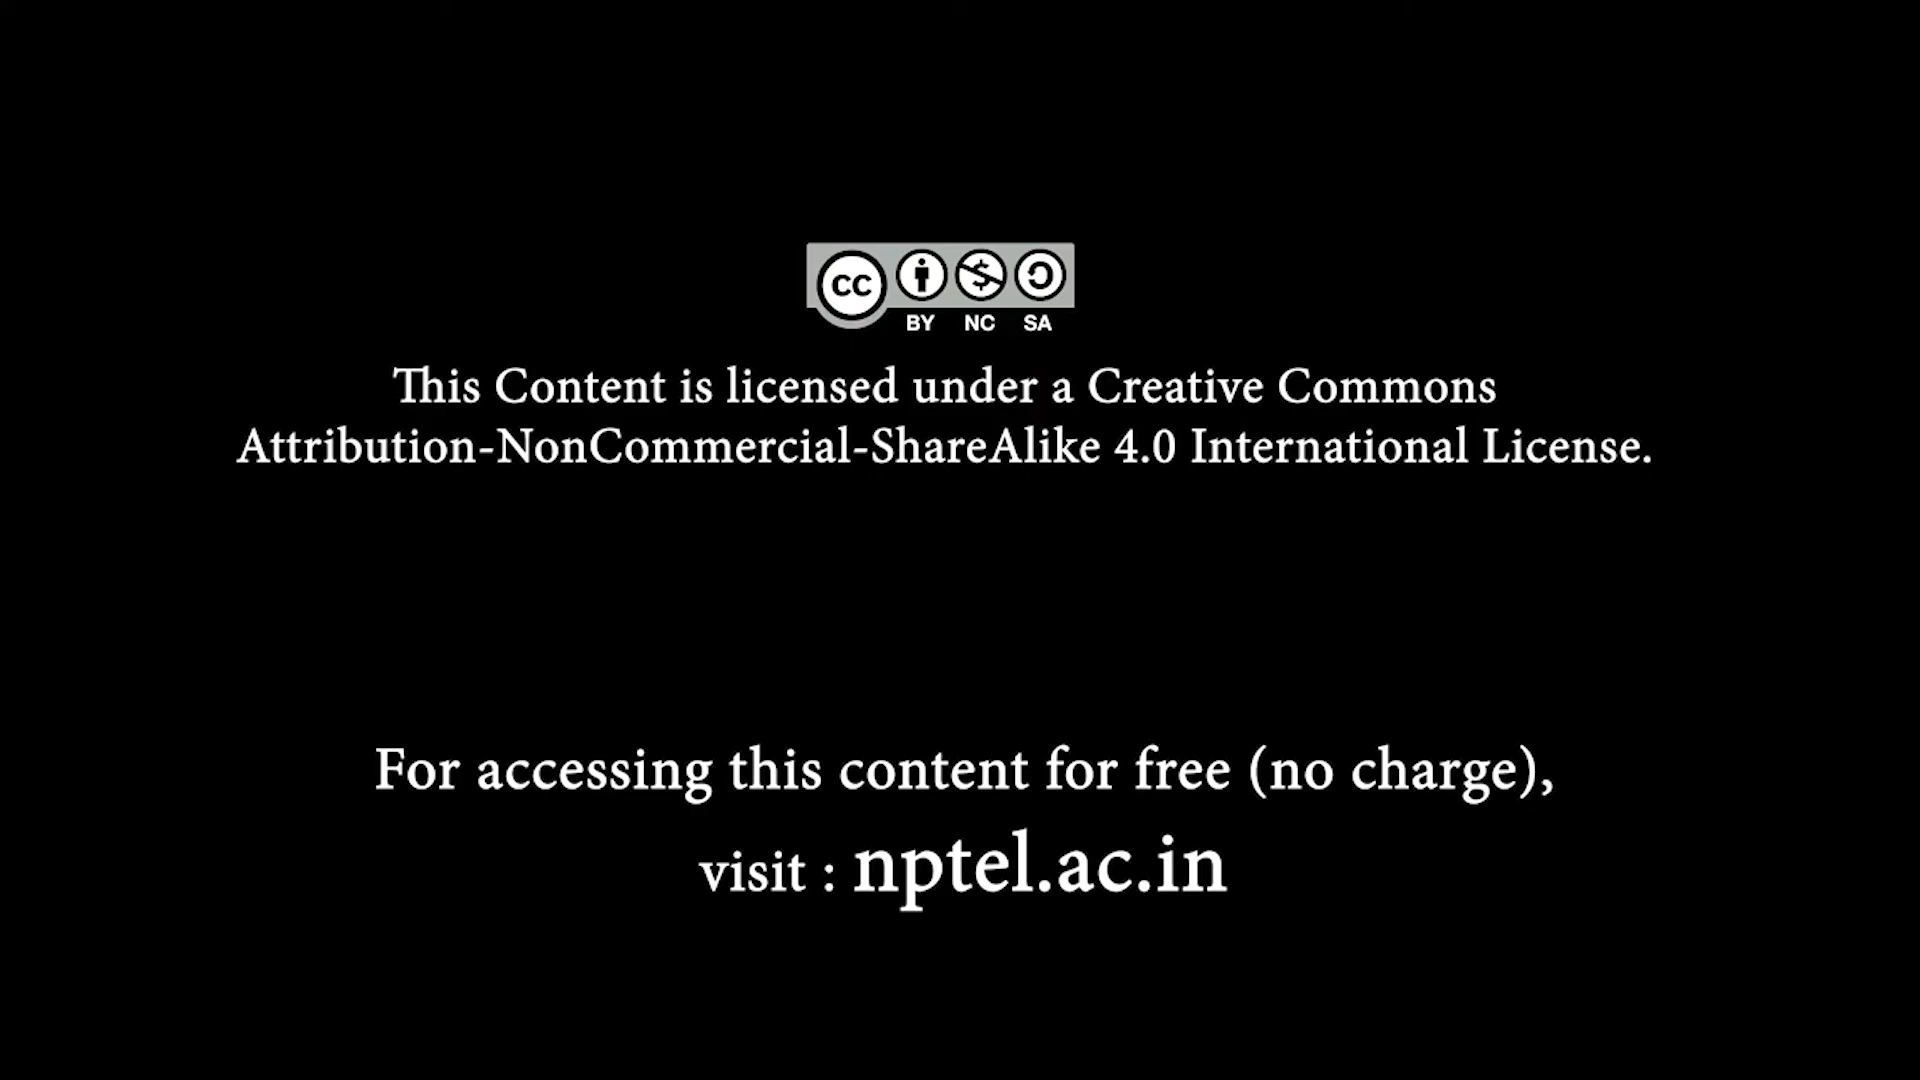 CC BY NC SA
This Content is licensed under a Creative Commons
Attribution-NonCommercial-ShareAlike 4.0 International License.
For accessing this content for free (no charge),
visit : nptel.ac.in